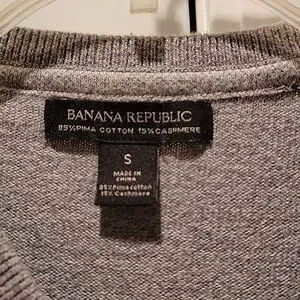 BANANA REPUBLIC
85% PIMA COTTON 15% CASHMERE
S
MADE IN
CHINA
85% Pima cotton
15% Cashmere